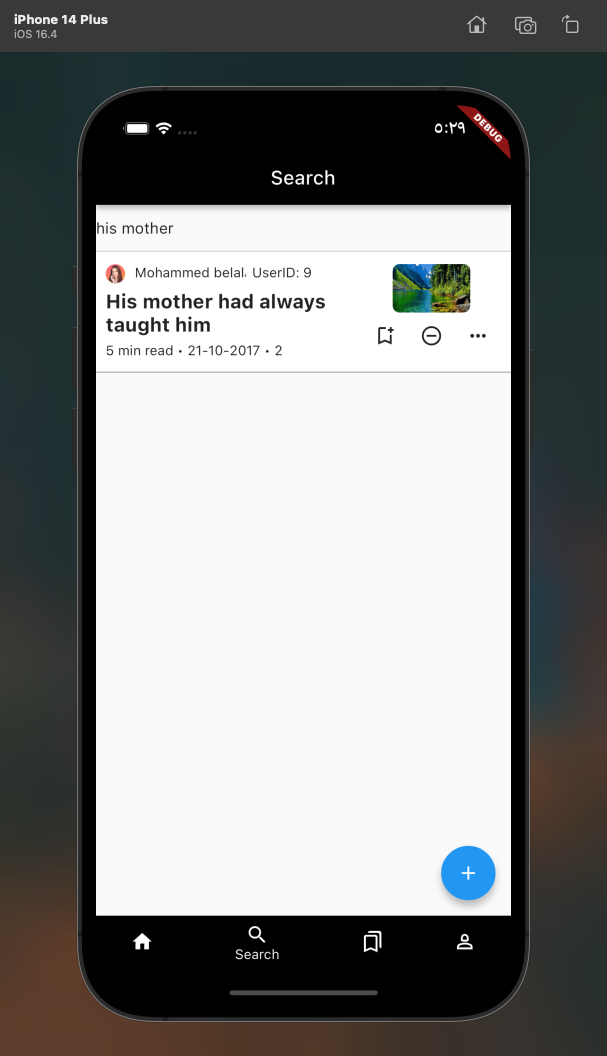 iPhone 14 Plus
iOS 16.4
٥:٢٩
DEBUG
Search
his mother
Mohammed belal. UserID: 9
His mother had always
taught him
5 min read • 21-10-2017 • 2
Search